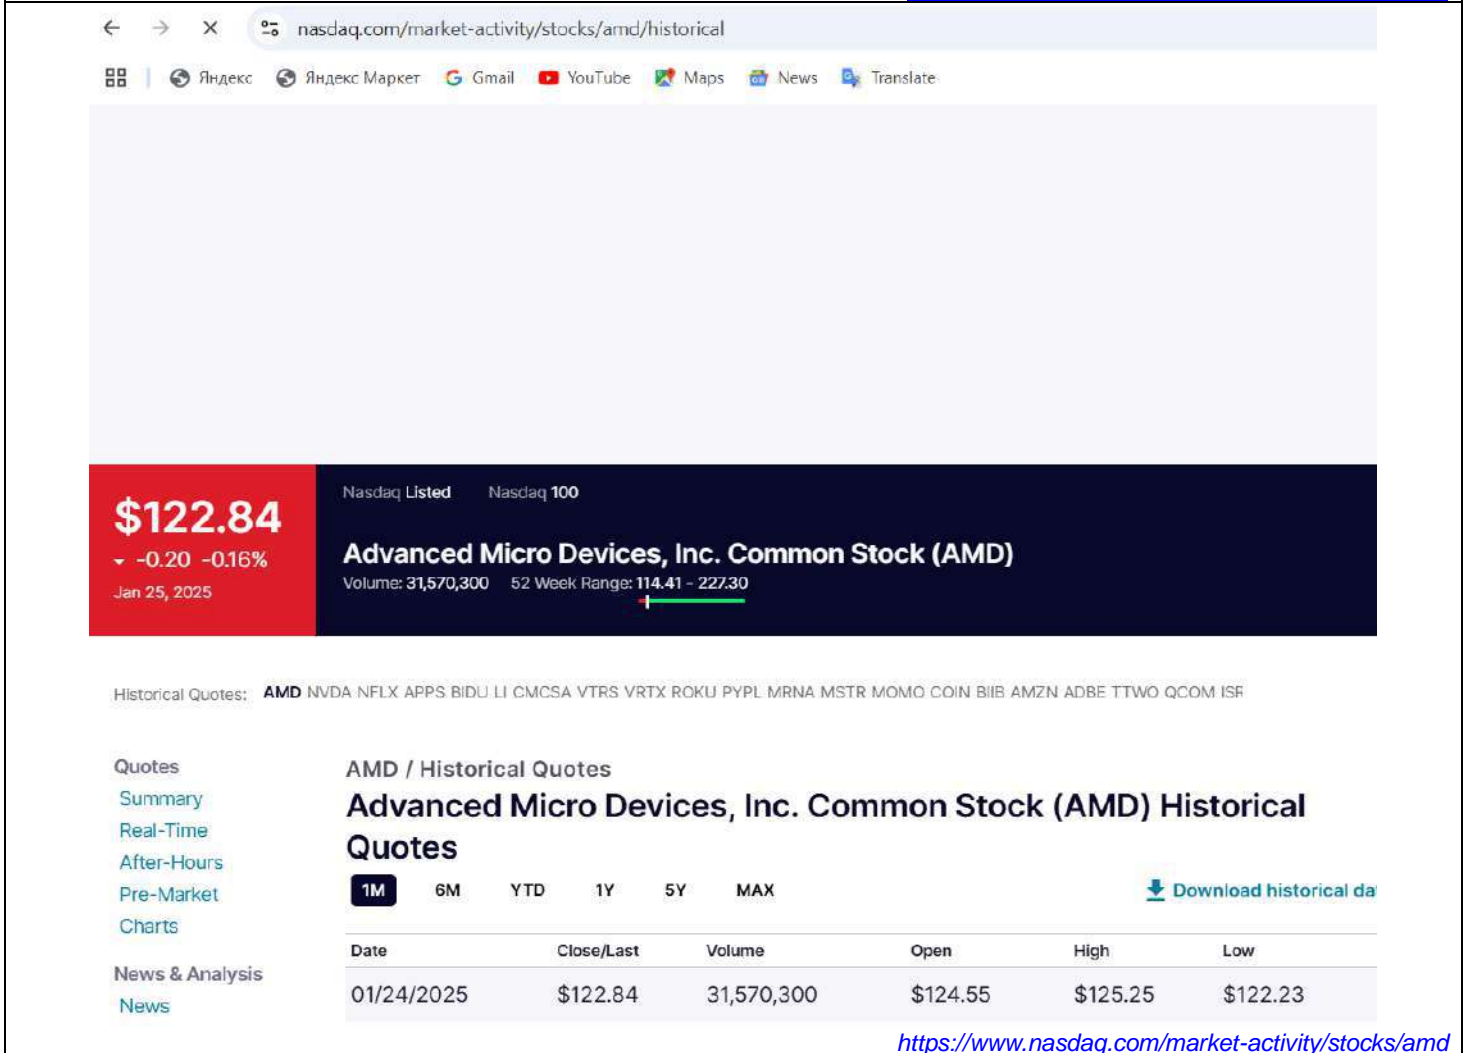 nasdaq.com/market-activity/stocks/amd/historical
Яндекс Яндекс Маркет Gmail YouTube Maps News Translate
$122.84
-0.20 -0.16%
Jan 25, 2025
Nasdaq Listed Nasdaq 100
Advanced Micro Devices, Inc. Common Stock (AMD)
Volume: 31,570,300 52 Week Range: 114.41 - 227.30
Historical Quotes: AMD NVDA NFLX APPS BIDU LI CMCSA VTRS VRTX ROKU PYPL MRNA MSTR MOMO COIN BIIB AMZN ADBE TTWO QCOM
Quotes
Summary
Real-Time
After-Hours
Pre-Market
Charts
News & Analysis
News
AMD / Historical Quotes
Advanced Micro Devices, Inc. Common Stock (AMD) Historical
Quotes
1M 6M YTD 1Y 5Y MAX
Download historical
Date Close/Last Volume Open High Low
01/24/2025 $122.84 31,570,300 $124.55 $125.25 $122.23
https://www.nasdaq.com/market-activity/stocks/amd